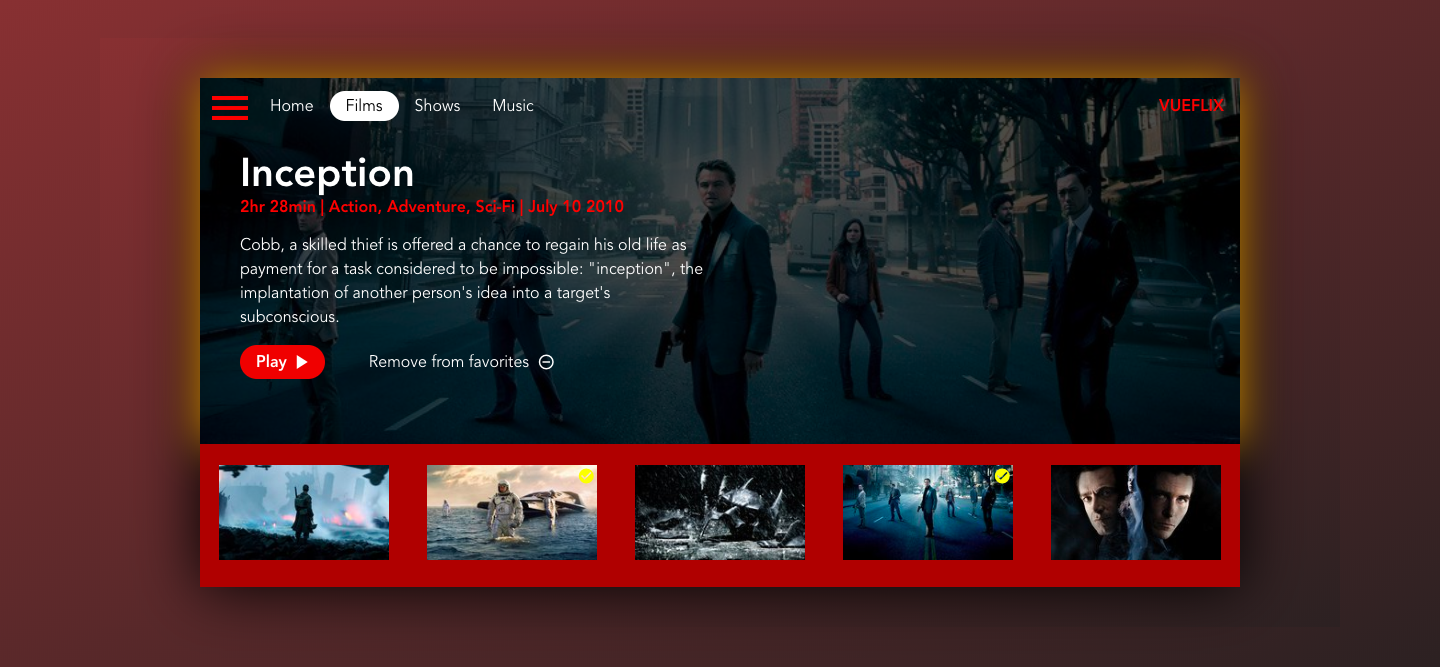 Home Films Shows Music VUEFLIX
Inception
2hr 28min | Action, Adventure, Sci-Fi | July 10 2010
Cobb, a skilled thief is offered a chance to regain his old life as
payment for a task considered to be impossible: "inception", the
implantation of another person's idea into a target's
subconscious.
Play Remove from favorites